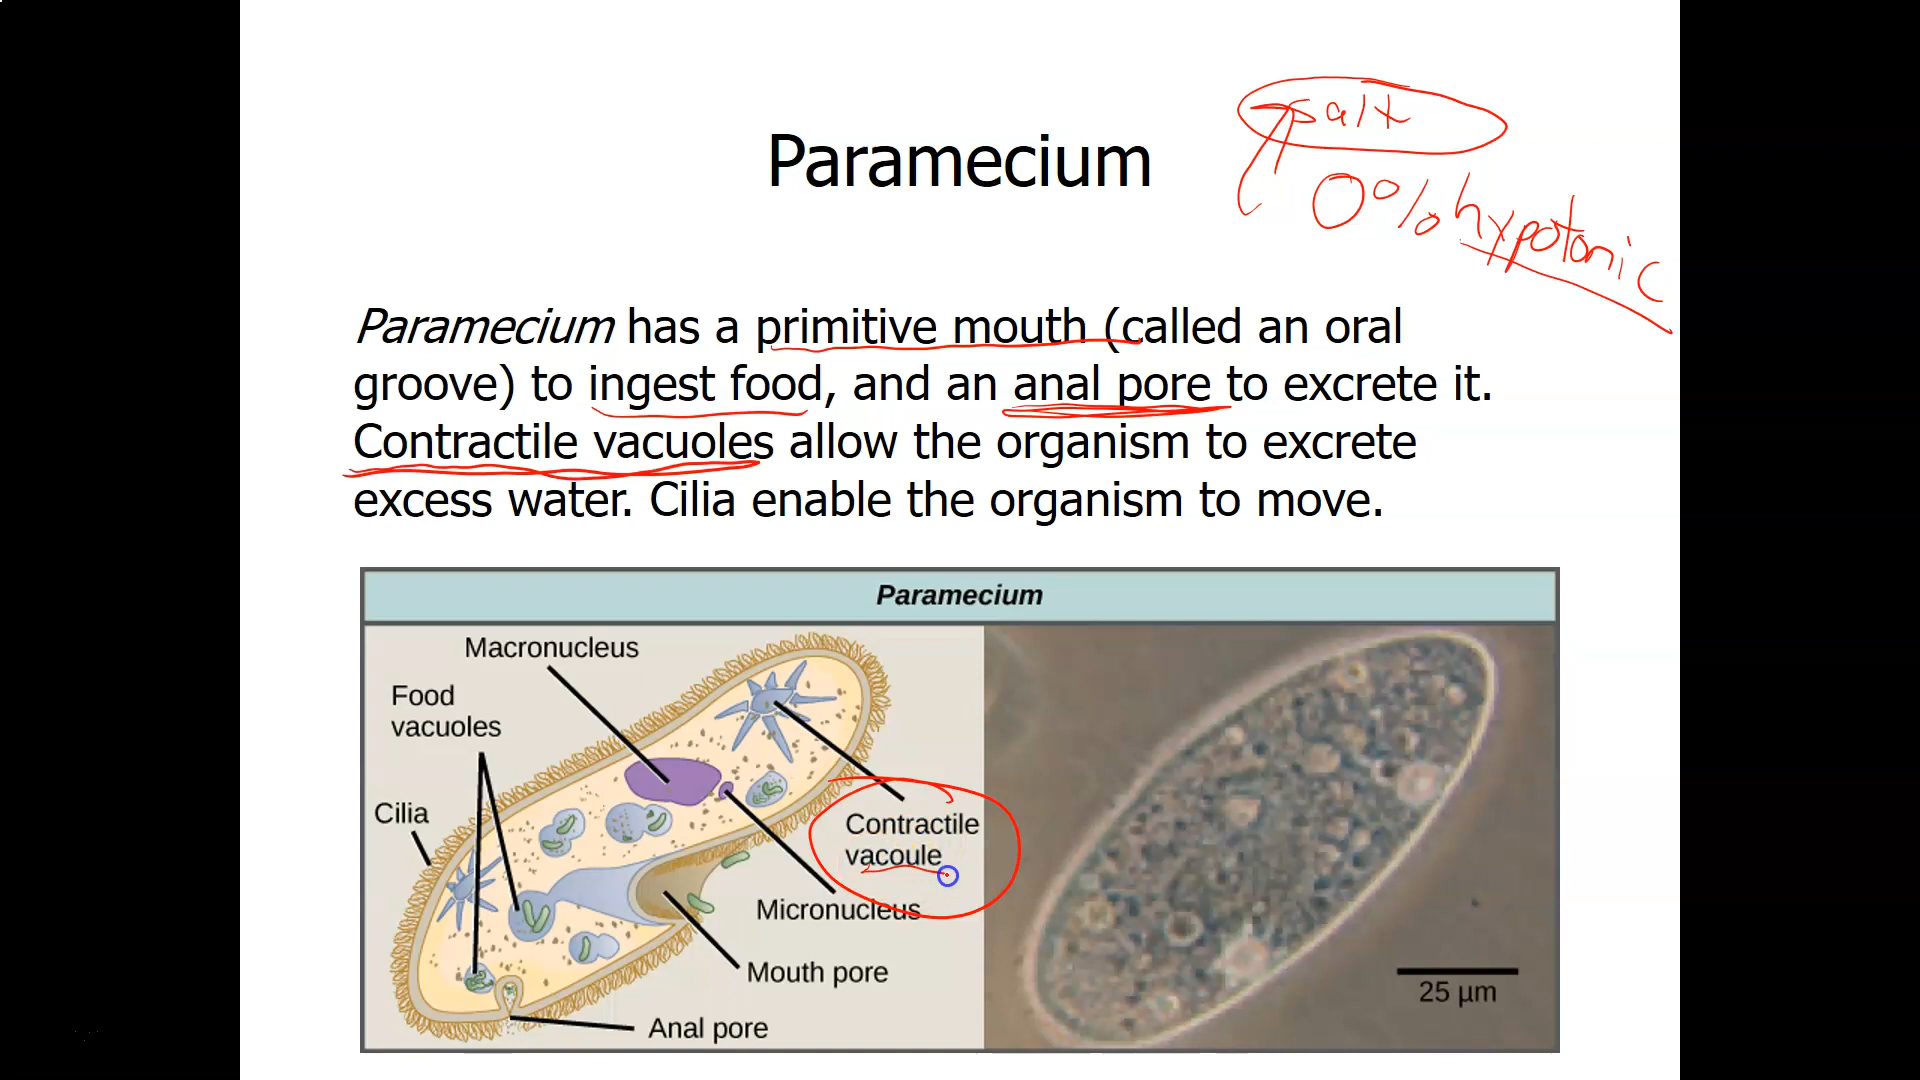 salt
Paramecium
0% hypotonic
Paramecium has a primitive mouth (called an oral
groove) to ingest food, and an anal pore to excrete it.
Contractile vacuoles allow the organism to excrete
excess water. Cilia enable the organism to move.
Paramecium
Macronucleus
Food
vacuoles
Cilia
Contractile
vacoule
Micronucleus
Mouth pore
Anal pore
25 µm